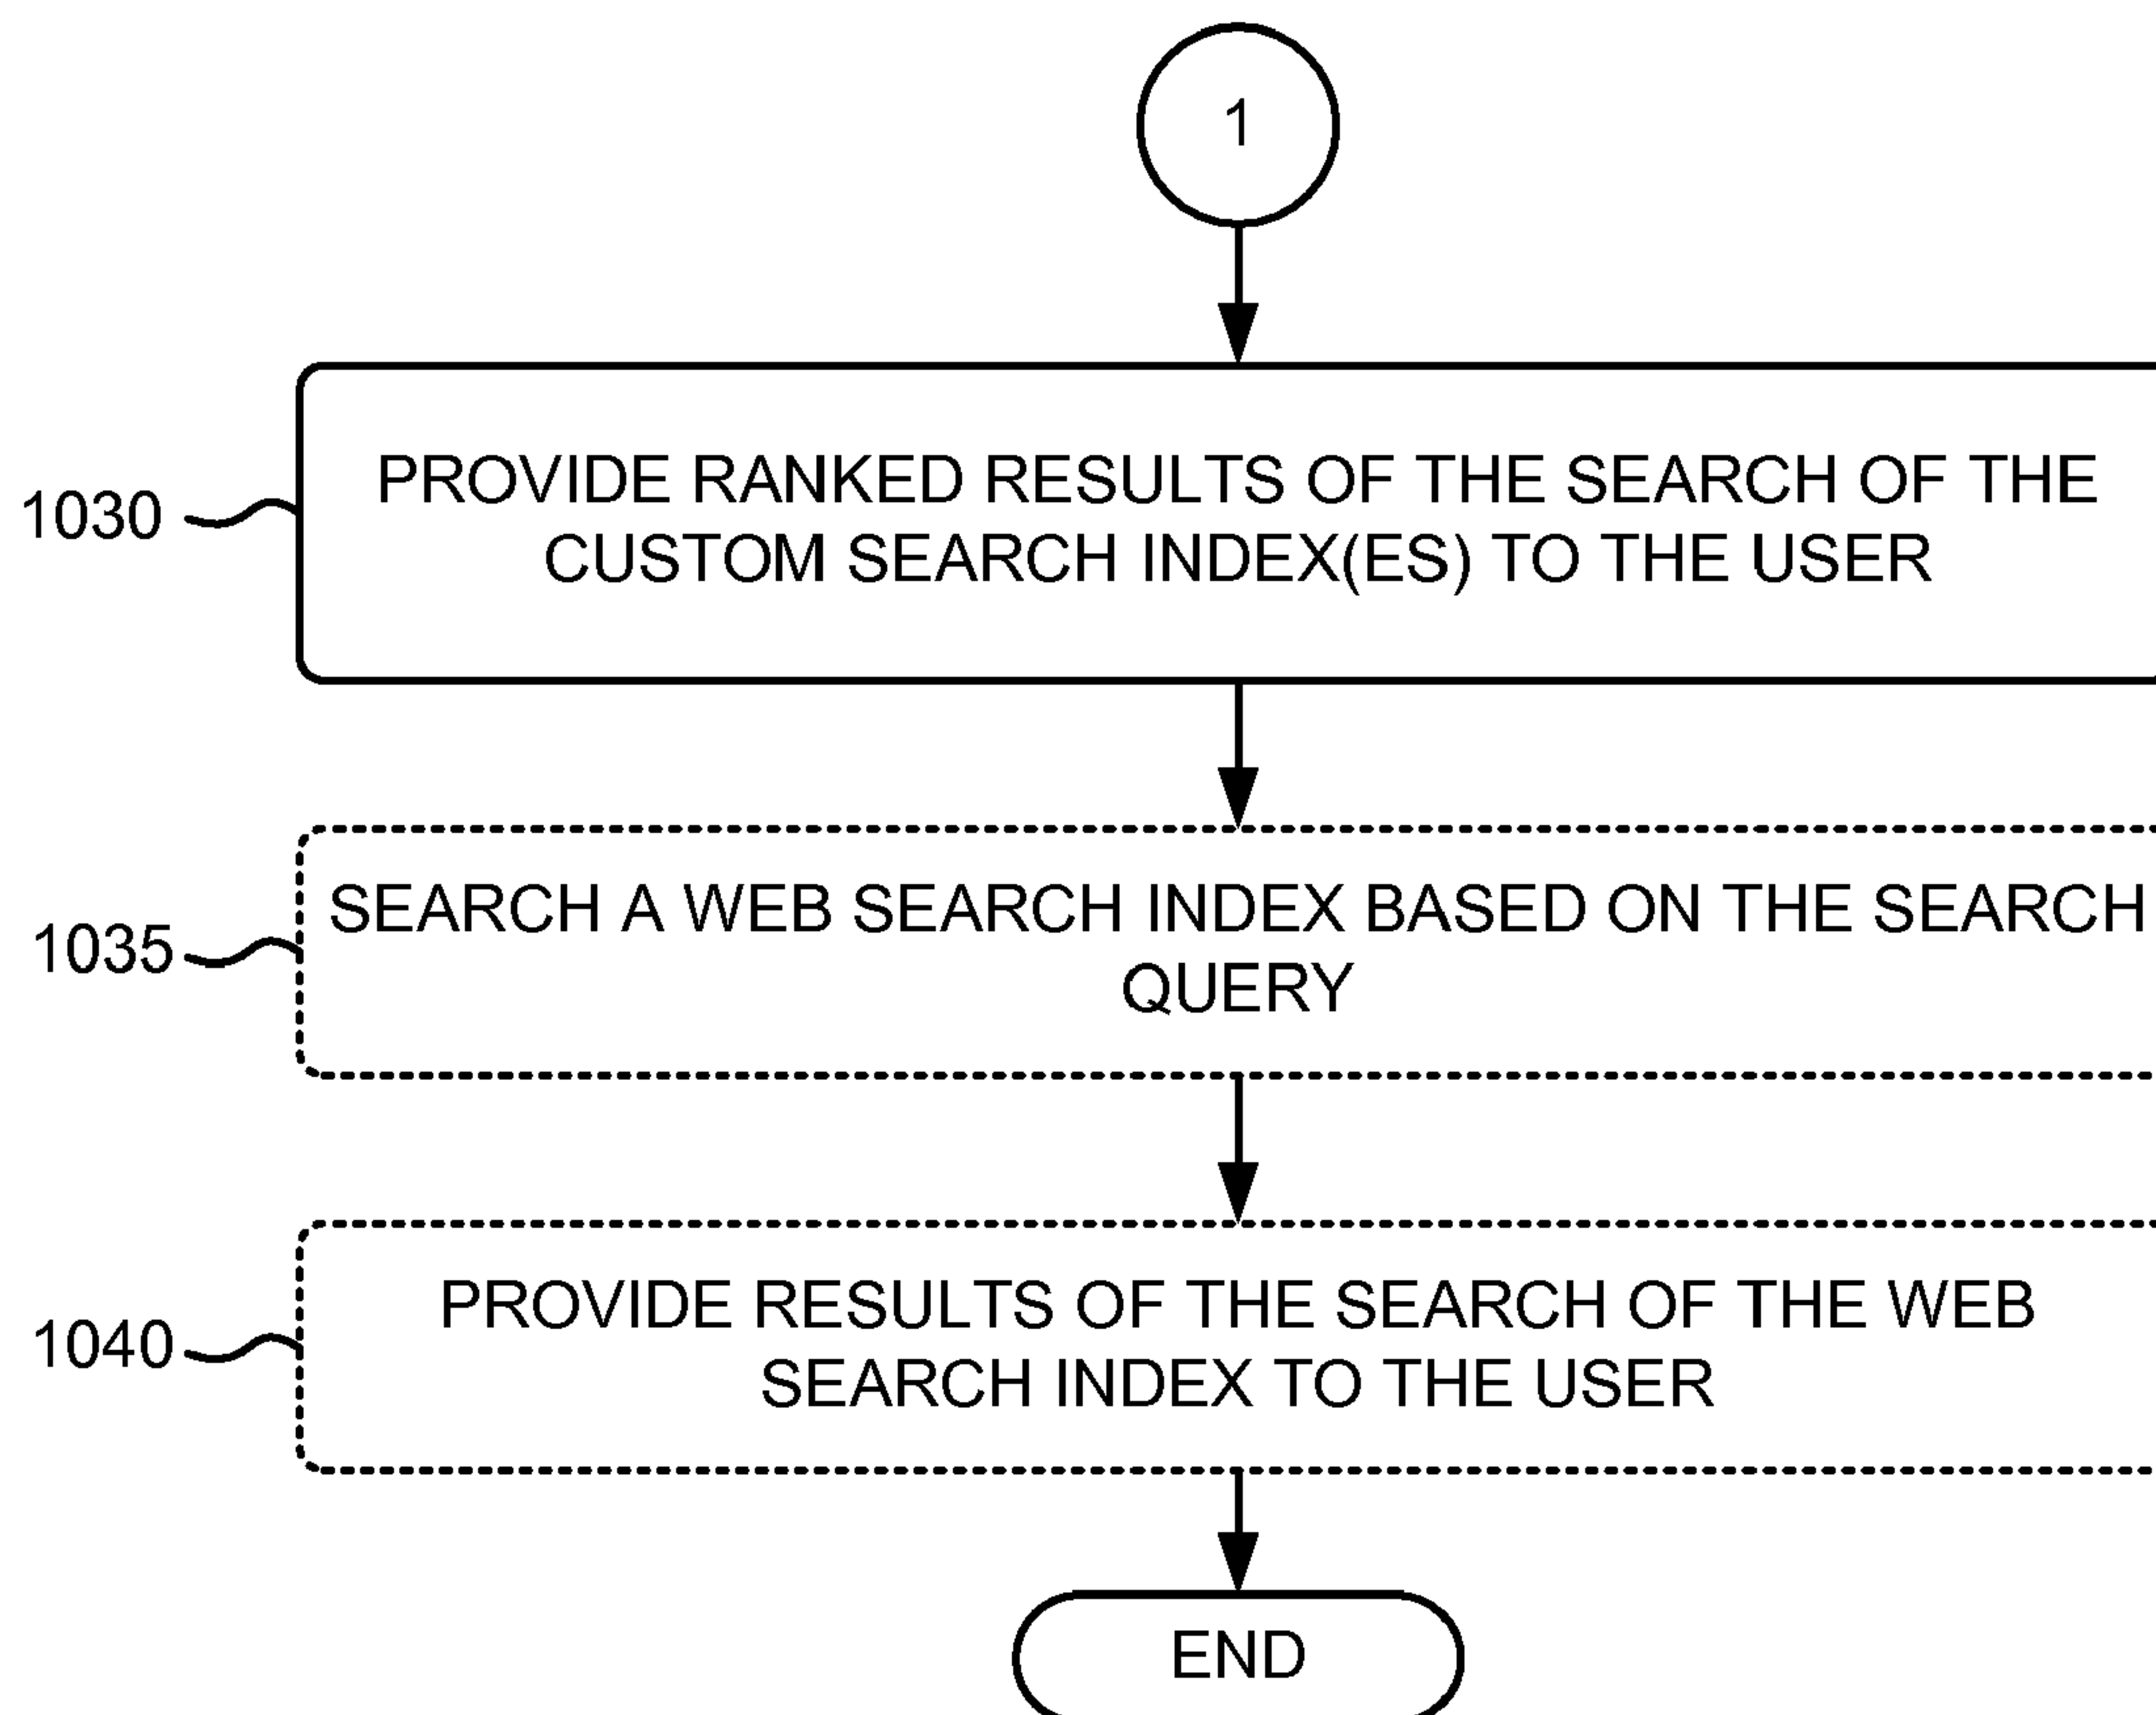 1
1030
PROVIDE RANKED RESULTS OF THE SEARCH OF THE
CUSTOM SEARCH INDEX(ES) TO THE USER
1035
SEARCH A WEB SEARCH INDEX BASED ON THE SEARCH
QUERY
1040
PROVIDE RESULTS OF THE SEARCH OF THE WEB
SEARCH INDEX TO THE USER
END